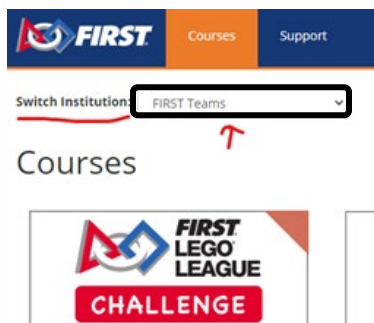 FIRST. Courses Support
Switch Institution: FIRST Teams
Courses
FIRST
LEGO
LEAGUE
CHALLENGE